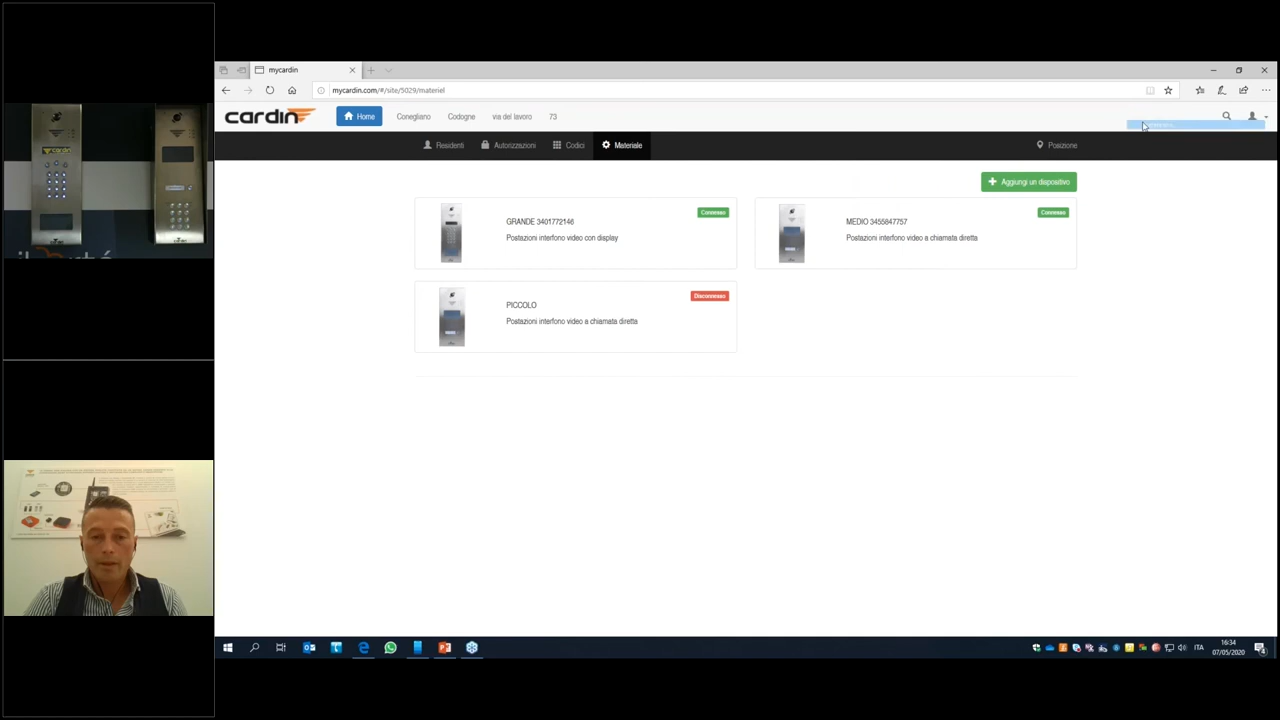 mycardin
mycardin.com/#/site/5029/materiel
cardin
Home
Conegliano
Codogne
via del lavoro
73
Residenti
Autorizzazioni
Codici
Materiale
Posizione
Aggiungi un dispositivo
GRANDE 3401772146
Connesso
Postazioni interfono video con display
MEDIO 3455847757
Connesso
Postazioni interfono video a chiamata diretta
PICCOLO
Disconnesso
Postazioni interfono video a chiamata diretta
ITA
16:34
07/05/2020
cardin